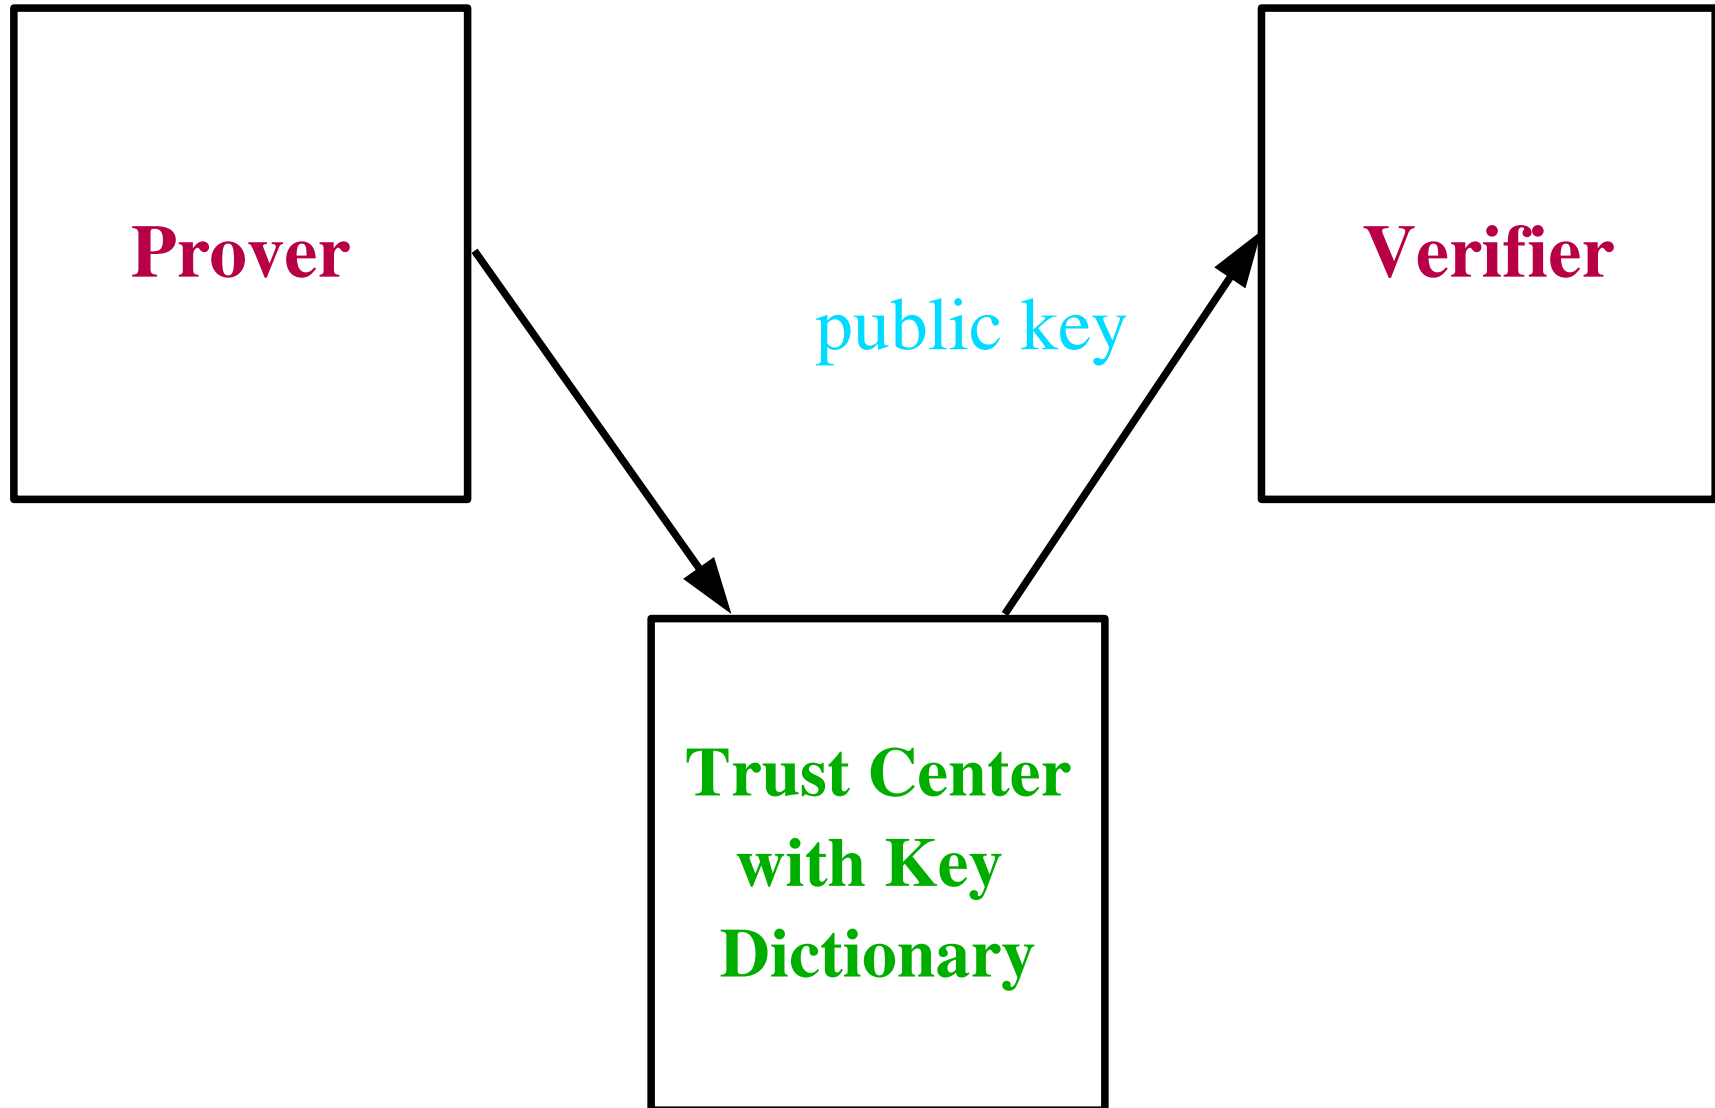 Prover
Verifier
public key
Trust Center
with Key
Dictionary